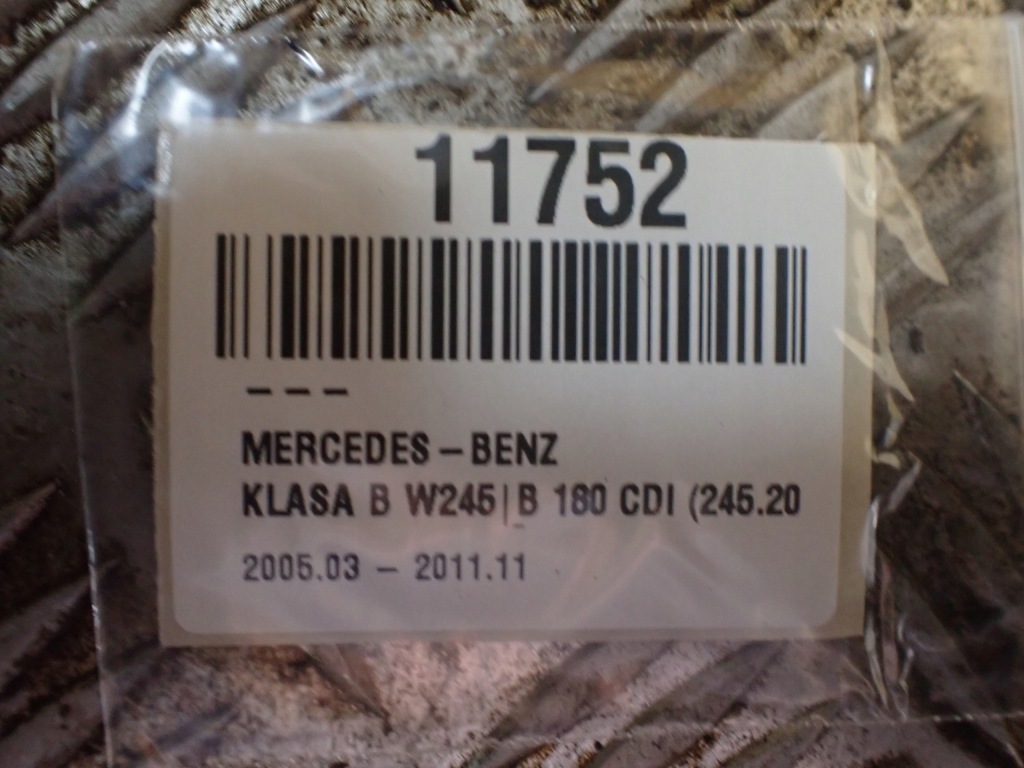 11752
– – –
MERCEDES – BENZ
KLASA B W245|B 180 CDI (245.20
2005.03 – 2011.11